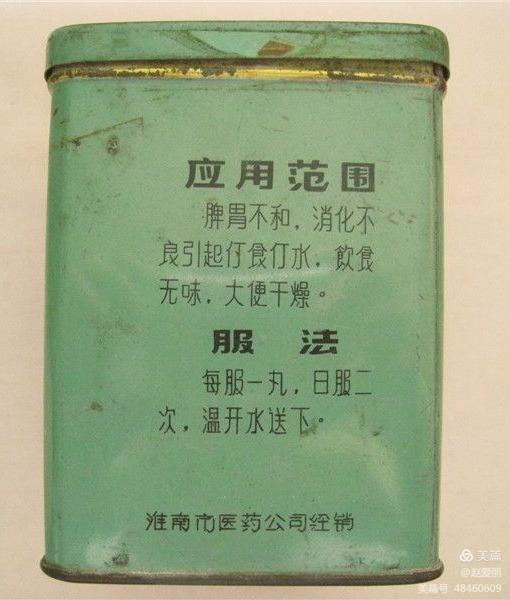 应用范围
脾胃不和，消化不
良引起仃食仃水，飲食
无味，大便干燥。
服 法
每服一丸，日服二
次，温开水送下。
淮南市医药公司经销
美篇
@赵爱丽
美篇号 48460609